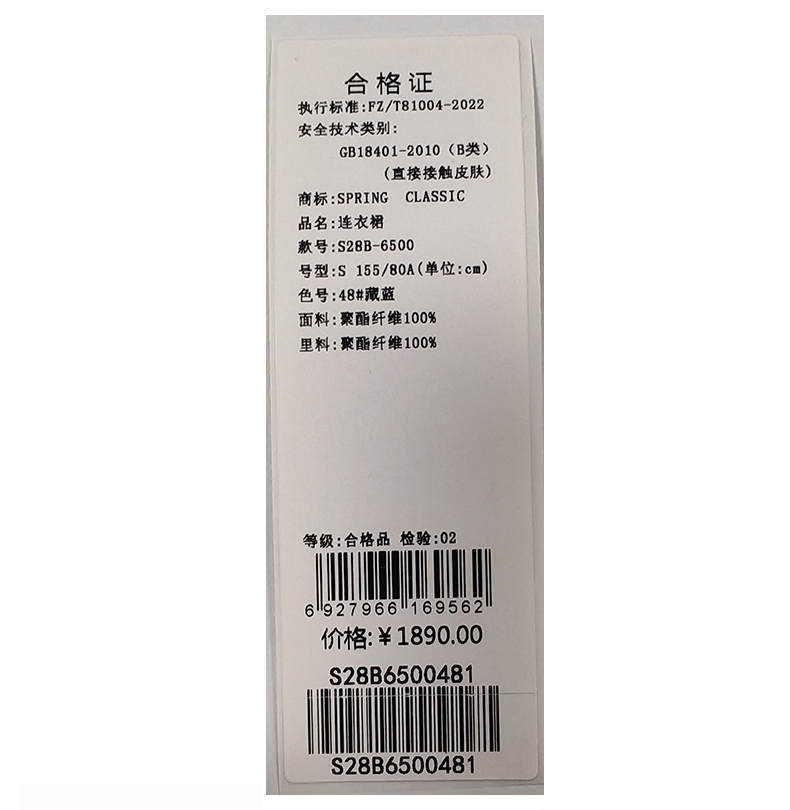 合格证
执行标准:FZ/T81004-2022
安全技术类别:
GB18401-2010（B类）
(直接接触皮肤)
商标:SPRING CLASSIC
品名:连衣裙
款号:S28B-6500
号型:S 155/80A(单位:cm)
色号:48#藏蓝
面料:聚酯纤维100%
里料:聚酯纤维100%
等级:合格品 检验:02
6 927966 169562
价格:￥1890.00
S28B6500481
S28B6500481